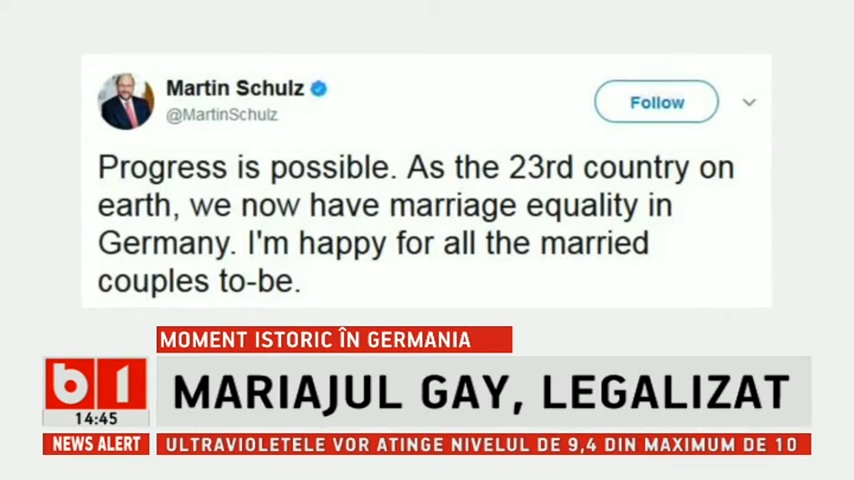 Martin Schulz
@MartinSchulz
Follow
Progress is possible. As the 23rd country on
earth, we now have marriage equality in
Germany. I'm happy for all the married
couples to-be.
MOMENT ISTORIC ÎN GERMANIA
b1
MARIAJUL GAY, LEGALIZAT
14:45
NEWS ALERT
ULTRAVIOLETELE VOR ATINGE NIVELUL DE 9,4 DIN MAXIMUM DE 10